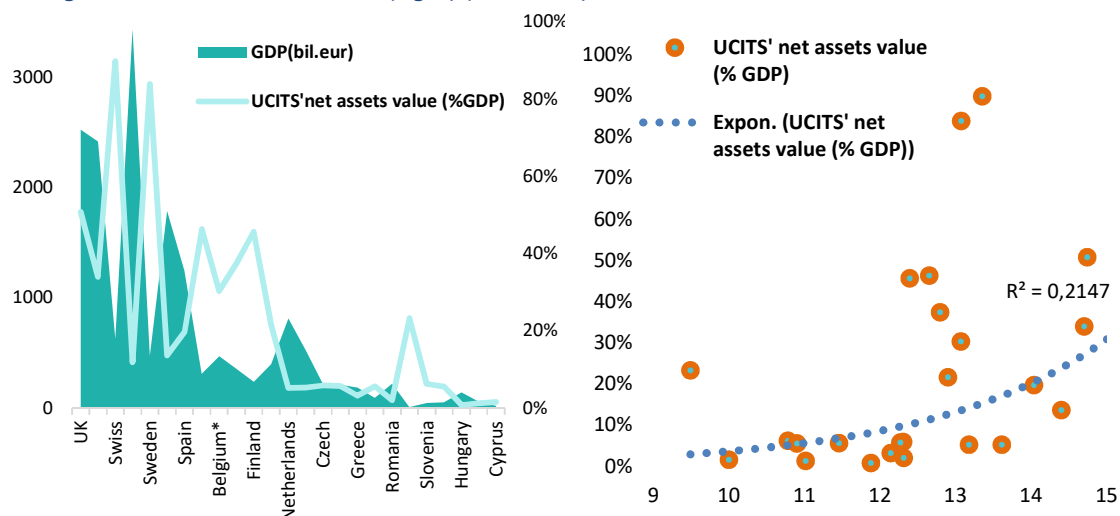 GDP(bil.eur)
UCITS'net assets value (%GDP)
3000
2000
1000
0
100%
80%
60%
40%
20%
0%
UK
Swiss
Sweden
Spain
Belgium*
Finland
Netherlands
Czech
Greece
Romania
Slovenia
Hungary
Cyprus
UCITS' net assets value
(% GDP)
Expon. (UCITS' net
assets value (% GDP))
100%
90%
80%
70%
60%
50%
40%
30%
20%
10%
0%
R² = 0,2147
9
10
11
12
13
14
15